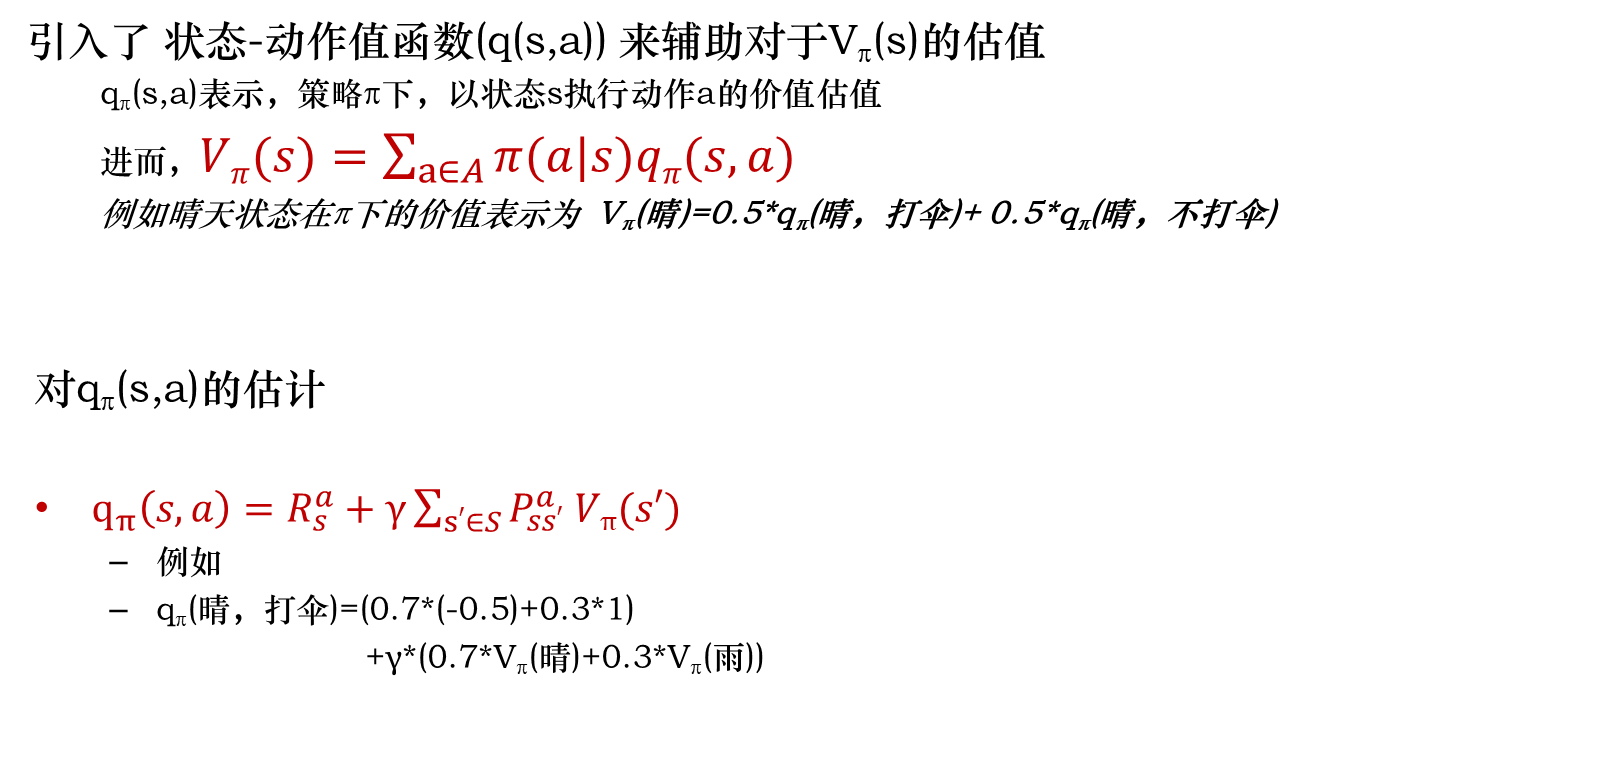 引入了 状态-动作值函数(q(s,a)) 来辅助对于Vπ(s)的估值
qπ(s,a)表示，策略π下，以状态s执行动作a的价值估值
进而，Vπ(s) = ∑a∈A π(a|s)qπ(s, a)
例如晴天状态在π下的价值表示为 Vπ(晴)=0.5*qπ(晴，打伞)+ 0.5*qπ(晴，不打伞)
对qπ(s,a)的估计
• qπ(s, a) = R_s^a + γ ∑s′∈S P_ss′^a Vπ(s′)
– 例如
– qπ(晴，打伞)=(0.7*(-0.5)+0.3*1)
+γ*(0.7*Vπ(晴)+0.3*Vπ(雨))